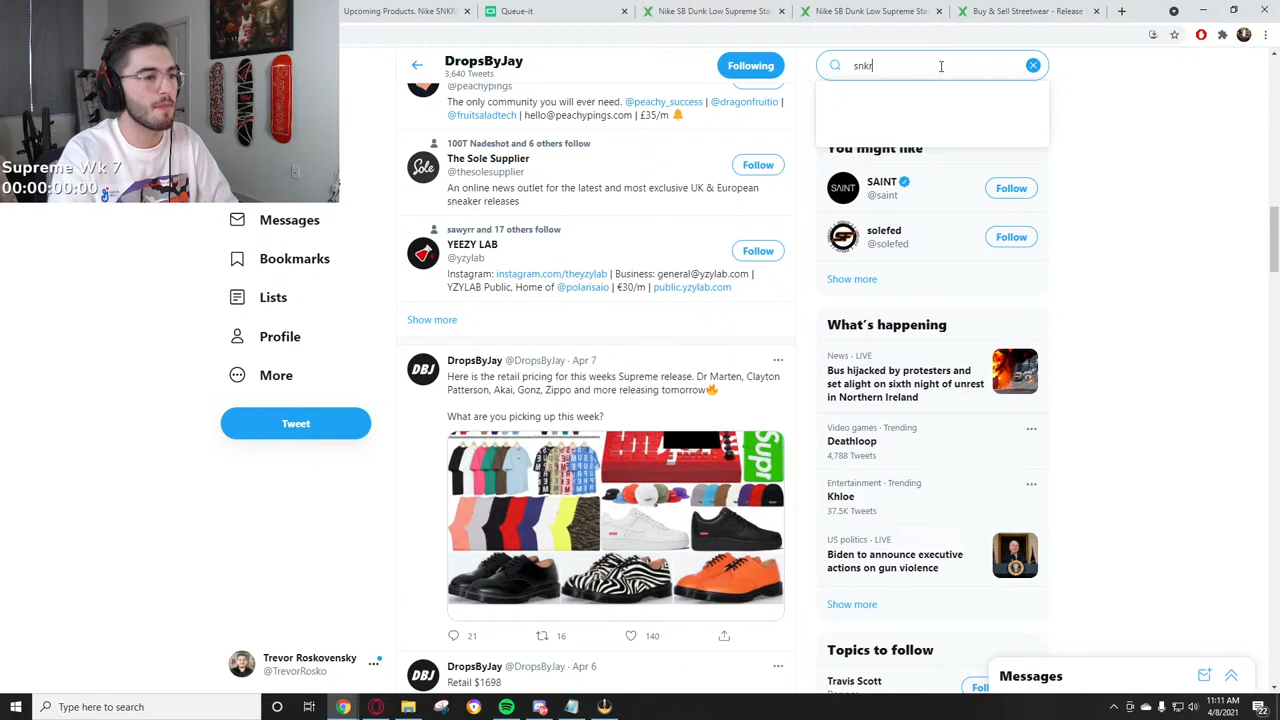 Upcoming Products. Nike SNKRS
Queue-it
Nike SB Dunk Low Supreme Sta
Nike SB Dunk Low Supreme Sta
Buy & Sell Streetwear - Release
DropsByJay
3,640 Tweets
Following
snkr
@peachypings
The only community you will ever need. @peachy_success | @dragonfruitio |
@fruitsaladtech | hello@peachypings.com | £35/m
100T Nadeshot and 6 others follow
The Sole Supplier
@thesolesupplier
Follow
An online news outlet for the latest and most exclusive UK & European
sneaker releases
sawyrr and 17 others follow
YEEZY LAB
@yzylab
Follow
Instagram: instagram.com/theyzylab | Business: general@yzylab.com |
YZYLAB Public, Home of @polarisaio | €30/m | public.yzylab.com
Show more
DBJ
DropsByJay @DropsByJay · Apr 7
Here is the retail pricing for this weeks Supreme release. Dr Marten, Clayton
Patterson, Akai, Gonz, Zippo and more releasing tomorrow
What are you picking up this week?
Supr
21
16
140
DBJ
DropsByJay @DropsByJay · Apr 6
Retail $1698
You might like
SAINT
SAINT
@saint
Follow
SF
solefed
@solefed
Follow
Show more
What's happening
News · LIVE
Bus hijacked by protesters and
set alight on sixth night of unrest
in Northern Ireland
Video games · Trending
Deathloop
4,788 Tweets
Entertainment · Trending
Khloe
37.5K Tweets
US politics · LIVE
Biden to announce executive
actions on gun violence
Show more
Topics to follow
Travis Scott
Messages
Supreme Wk 7
00:00:00:00
Messages
Bookmarks
Lists
Profile
More
Tweet
Trevor Roskovensky
@TrevorRosko
Type here to search
11:11 AM
4/8/2021